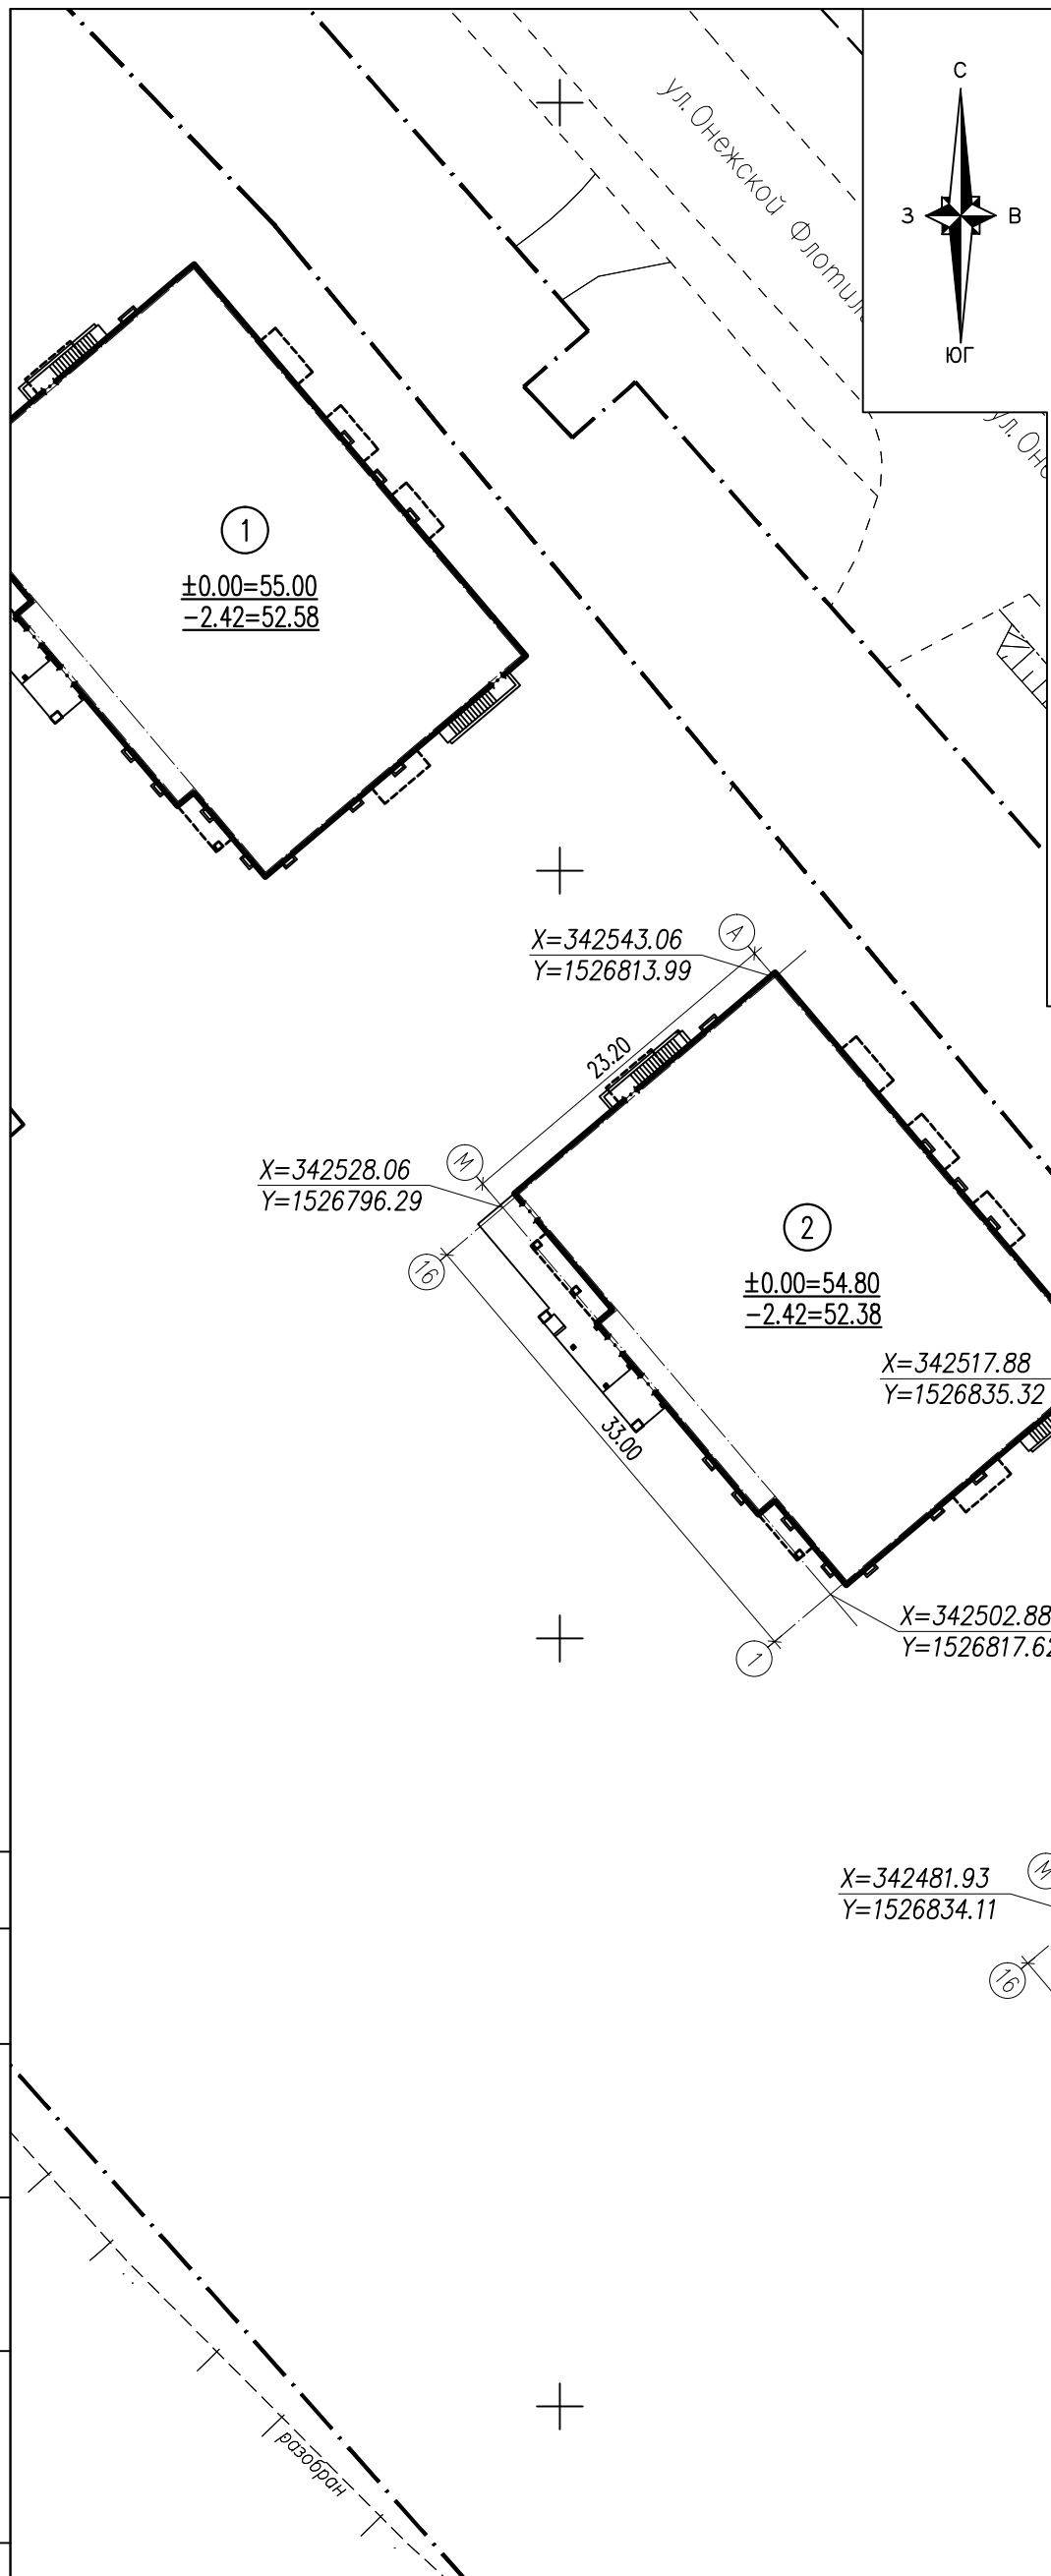 С
З
В
ЮГ
ул. Онежской
ул. Оне
1
±0.00=55.00
-2.42=52.58
X=342543.06
Y=1526813.99
А
23.20
М
X=342528.06
Y=1526796.29
16
2
±0.00=54.80
-2.42=52.38
X=342517.88
Y=1526835.32
33.00
X=342502.88
Y=1526817.62
1
X=342481.93
Y=1526834.11
М
16
разобран